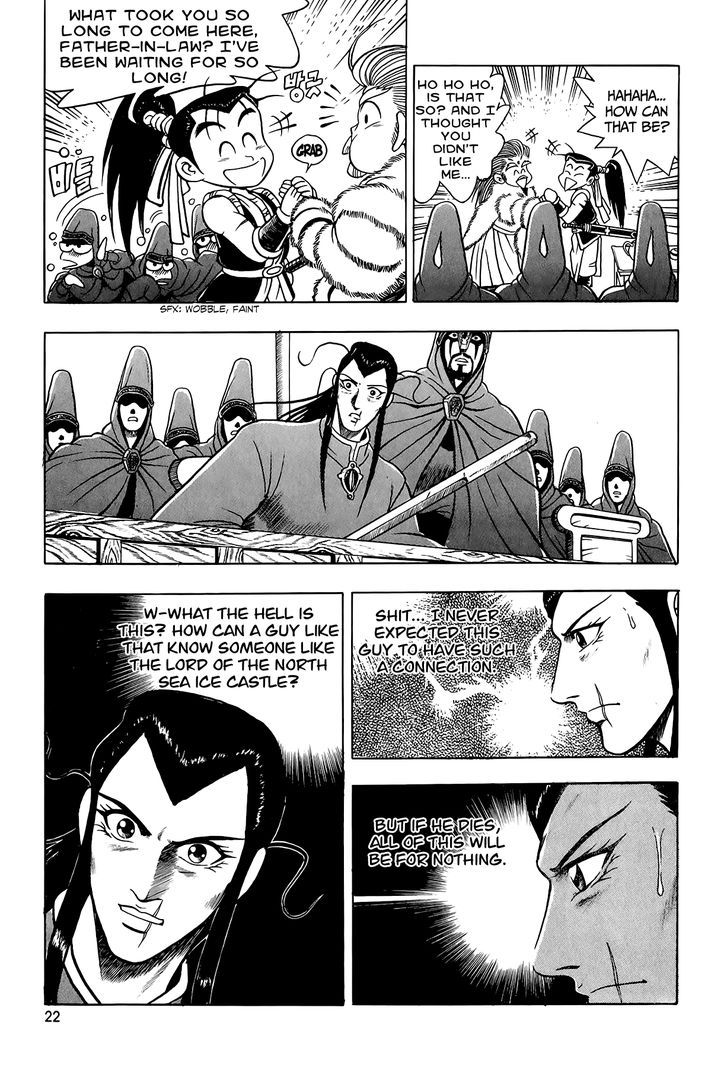 WHAT TOOK YOU SO
LONG TO COME HERE,
FATHER-IN-LAW? I'VE
BEEN WAITING FOR SO
LONG!
방긋
GRAB
비틀
SFX: WOBBLE, FAINT
HO HO HO,
IS THAT
SO? AND I
THOUGHT
YOU
DIDN'T
LIKE
ME...
HAHAHA...
HOW CAN
THAT BE?
W-WHAT THE HELL IS
THIS? HOW CAN A GUY LIKE
THAT KNOW SOMEONE LIKE
THE LORD OF THE NORTH
SEA ICE CASTLE?
SHIT... I NEVER
EXPECTED THIS
GUY TO HAVE SUCH
A CONNECTION.
BUT IF HE DIES,
ALL OF THIS WILL
BE FOR NOTHING.
22